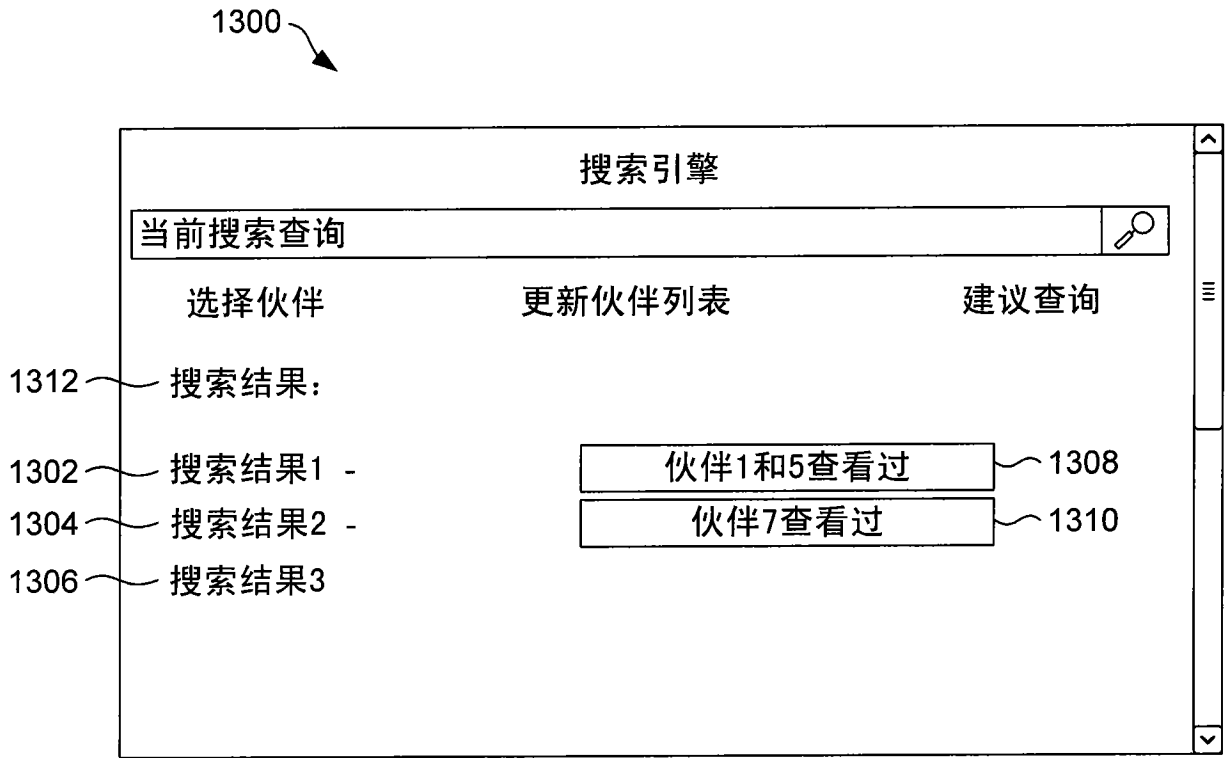 1300
搜索引擎
当前搜索查询
选择伙伴 更新伙伴列表 建议查询
1312 搜索结果：
1302 搜索结果1 - 伙伴1和5查看过 1308
1304 搜索结果2 - 伙伴7查看过 1310
1306 搜索结果3